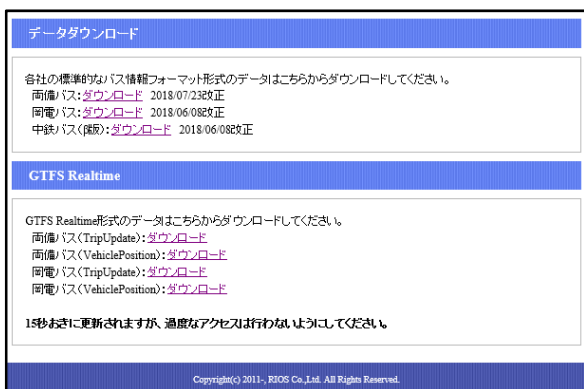 データダウンロード
各社の標準的なバス情報フォーマット形式のデータはこちらからダウンロードしてください。
両備バス:ダウンロード 2018/07/23改正
岡電バス:ダウンロード 2018/06/08改正
中鉄バス(β版):ダウンロード 2018/06/08改正
GTFS Realtime
GTFS Realtime形式のデータはこちらからダウンロードしてください。
両備バス(TripUpdate):ダウンロード
両備バス(VehiclePosition):ダウンロード
岡電バス(TripUpdate):ダウンロード
岡電バス(VehiclePosition):ダウンロード
15秒おきに更新されますが、過度なアクセスは行わないようにしてください。
Copyright(c) 2011-, RIOS Co.,Ltd. All Rights Reserved.